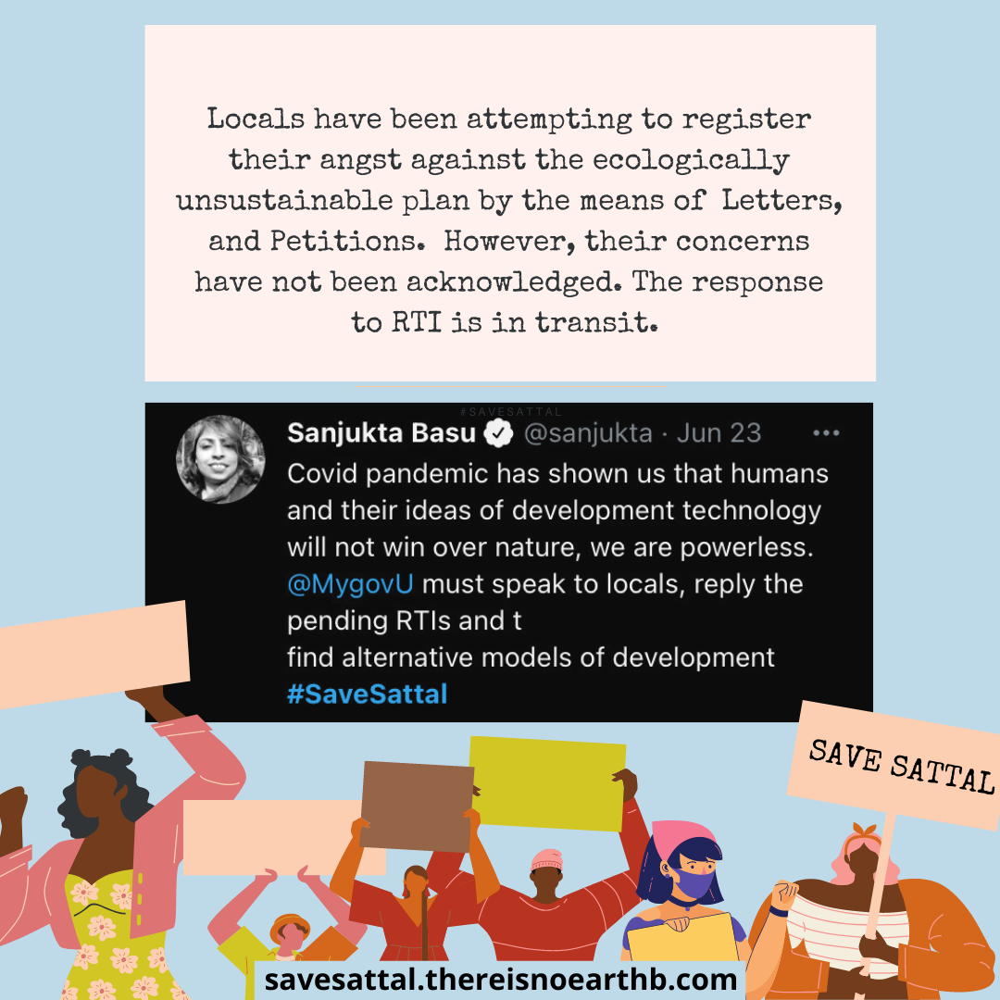 Locals have been attempting to register
their angst against the ecologically
unsustainable plan by the means of  Letters,
and Petitions.  However, their concerns
have not been acknowledged. The response
to RTI is in transit.
#SAVESATTAL
Sanjukta Basu @sanjukta · Jun 23 •••
Covid pandemic has shown us that humans
and their ideas of development technology
will not win over nature, we are powerless.
@MygovU must speak to locals, reply the
pending RTIs and t
find alternative models of development
#SaveSattal
SAVE SATTAL
savesattal.thereisnoearthb.com